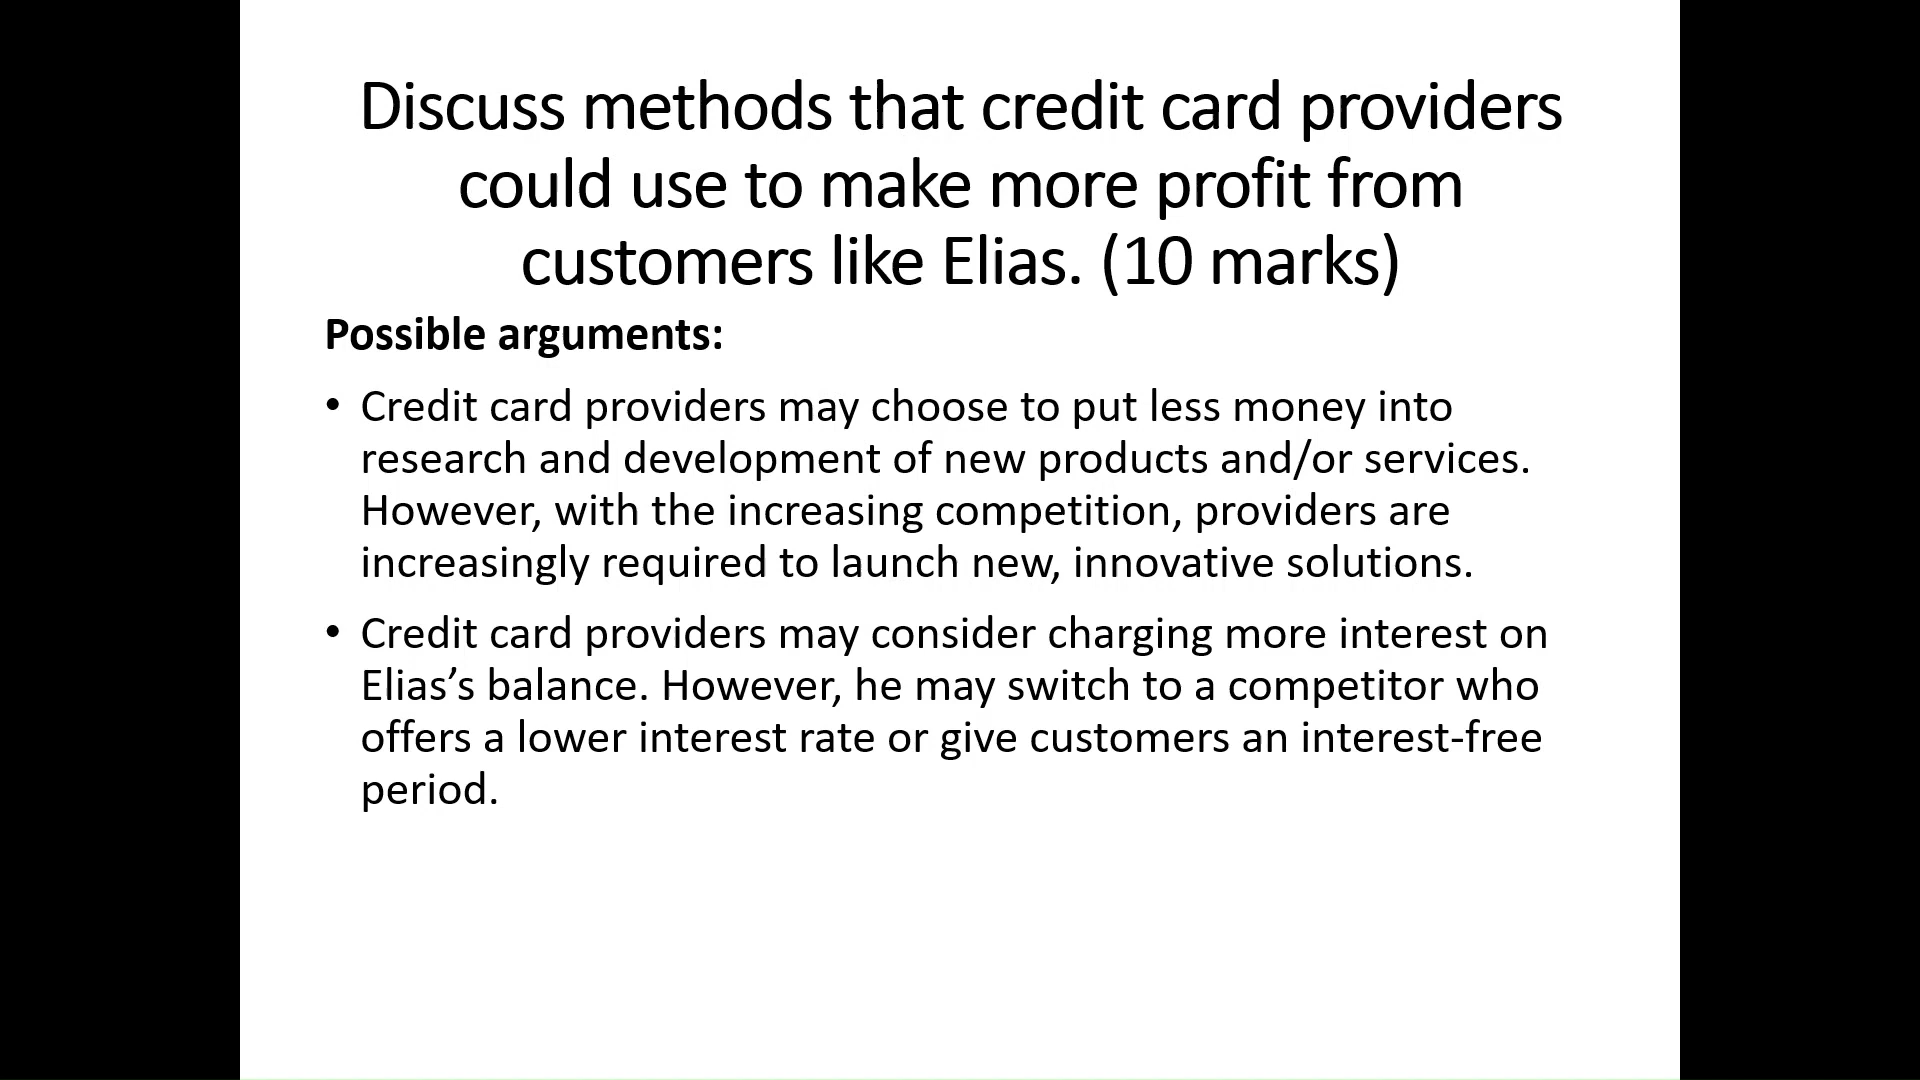 Discuss methods that credit card providers
could use to make more profit from
customers like Elias. (10 marks)
Possible arguments:
• Credit card providers may choose to put less money into
research and development of new products and/or services.
However, with the increasing competition, providers are
increasingly required to launch new, innovative solutions.
• Credit card providers may consider charging more interest on
Elias’s balance. However, he may switch to a competitor who
offers a lower interest rate or give customers an interest-free
period.